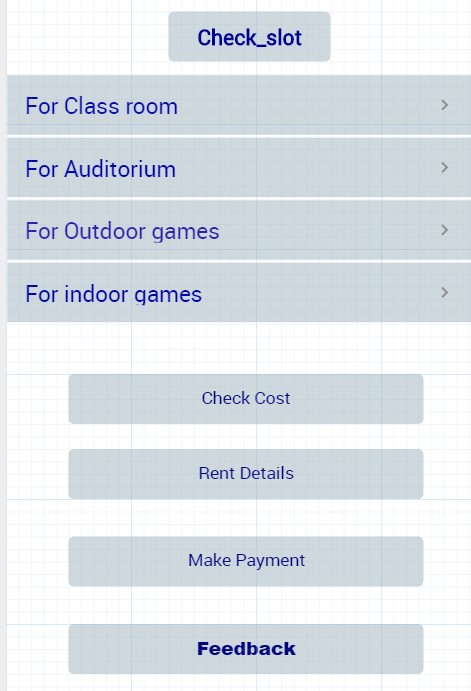 Check_slot
For Class room
For Auditorium
For Outdoor games
For indoor games
Check Cost
Rent Details
Make Payment
Feedback